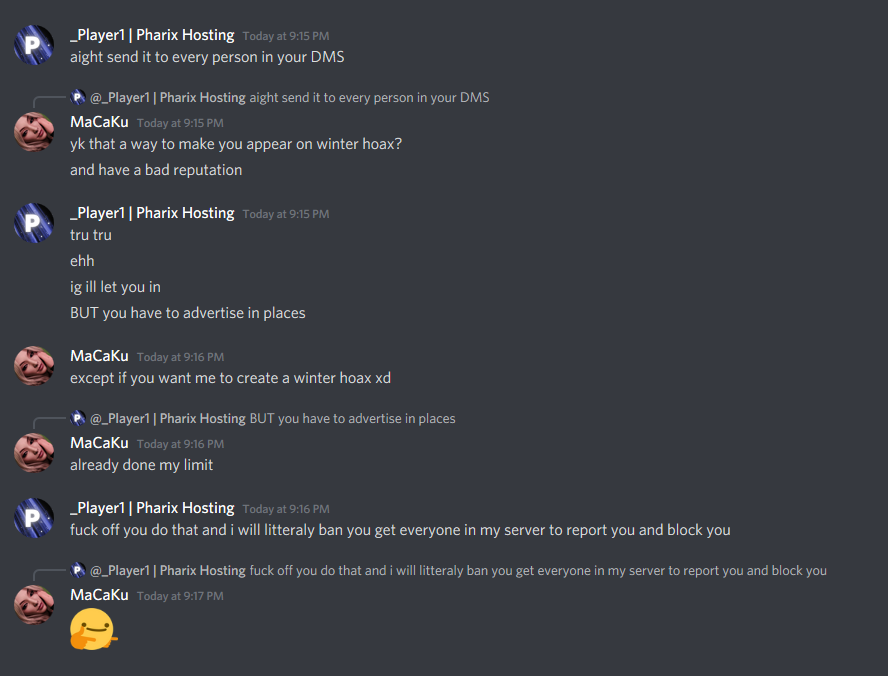 _Player1 | Pharix Hosting Today at 9:15 PM
aight send it to every person in your DMS
P @_Player1 | Pharix Hosting aight send it to every person in your DMS
MaCaKu Today at 9:15 PM
yk that a way to make you appear on winter hoax?
and have a bad reputation
P _Player1 | Pharix Hosting Today at 9:15 PM
tru tru
ehh
ig ill let you in
BUT you have to advertise in places
MaCaKu Today at 9:16 PM
except if you want me to create a winter hoax xd
P @_Player1 | Pharix Hosting BUT you have to advertise in places
MaCaKu Today at 9:16 PM
already done my limit
P _Player1 | Pharix Hosting Today at 9:16 PM
fuck off you do that and i will litteraly ban you get everyone in my server to report you and block you
P @_Player1 | Pharix Hosting fuck off you do that and i will litteraly ban you get everyone in my server to report you and block you
MaCaKu Today at 9:17 PM